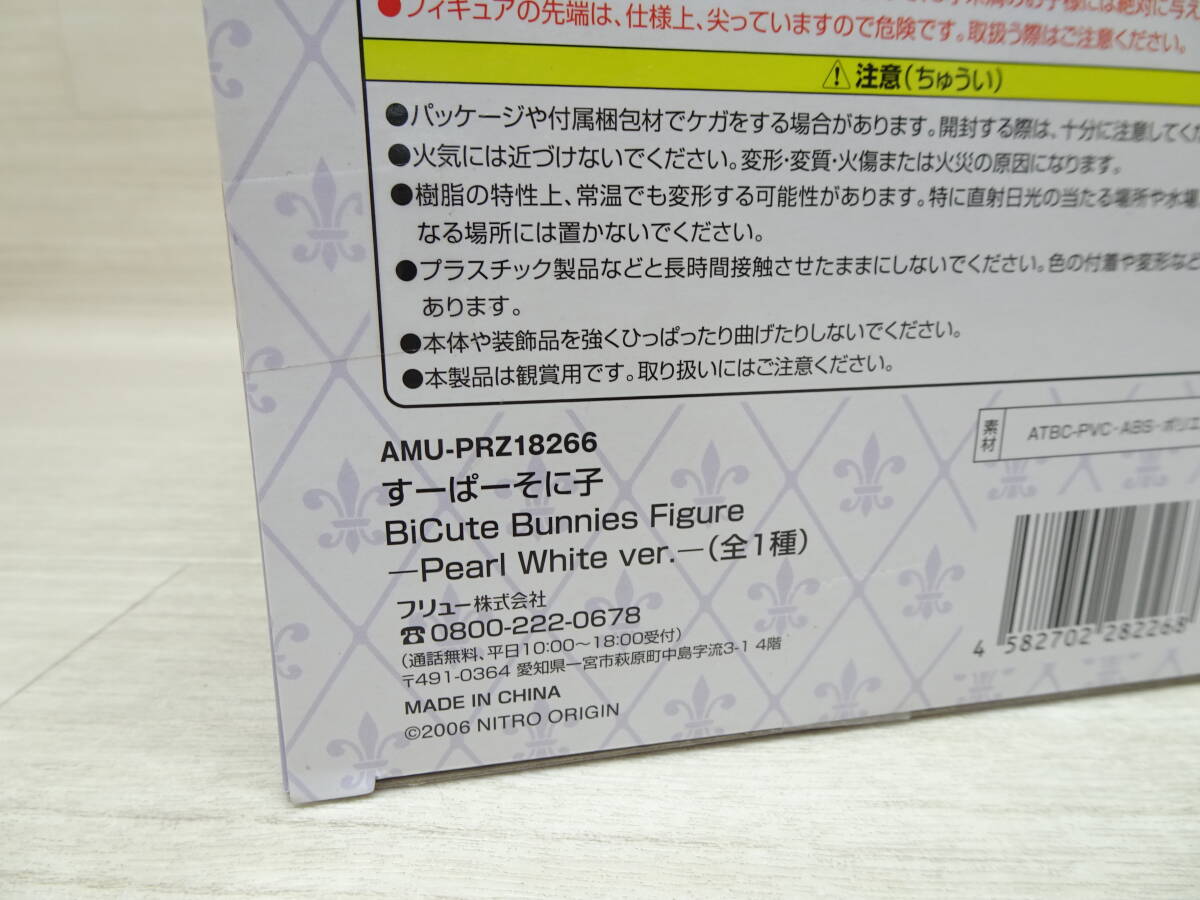 は絶対に与え
●フィギュアの先端は、仕様上、尖っていますので危険です。取扱う際はご注意ください。
⚠注意(ちゅうい)
●パッケージや付属梱包材でケガをする場合があります。開封する際は、十分に注意してくだ
●火気には近づけないでください。変形・変質・火傷または火災の原因になります。
●樹脂の特性上、常温でも変形する可能性があります。特に直射日光の当たる場所や水場
なる場所には置かないでください。
●プラスチック製品などと長時間接触させたままにしないでください。色の付着や変形など
あります。
●本体や装飾品を強くひっぱったり曲げたりしないでください。
●本製品は観賞用です。取り扱いにはご注意ください。
素材
ATBC-PVC・ABS・ポリエ
AMU-PRZ18266
すーぱーそに子
BiCute Bunnies Figure
—Pearl White ver.—(全1種)
フリュー株式会社
☎0800-222-0678
(通話無料、平日10:00〜18:00受付)
〒491-0364 愛知県一宮市萩原町中島字流3-1 4階
MADE IN CHINA
©2006 NITRO ORIGIN
4 582702 282268